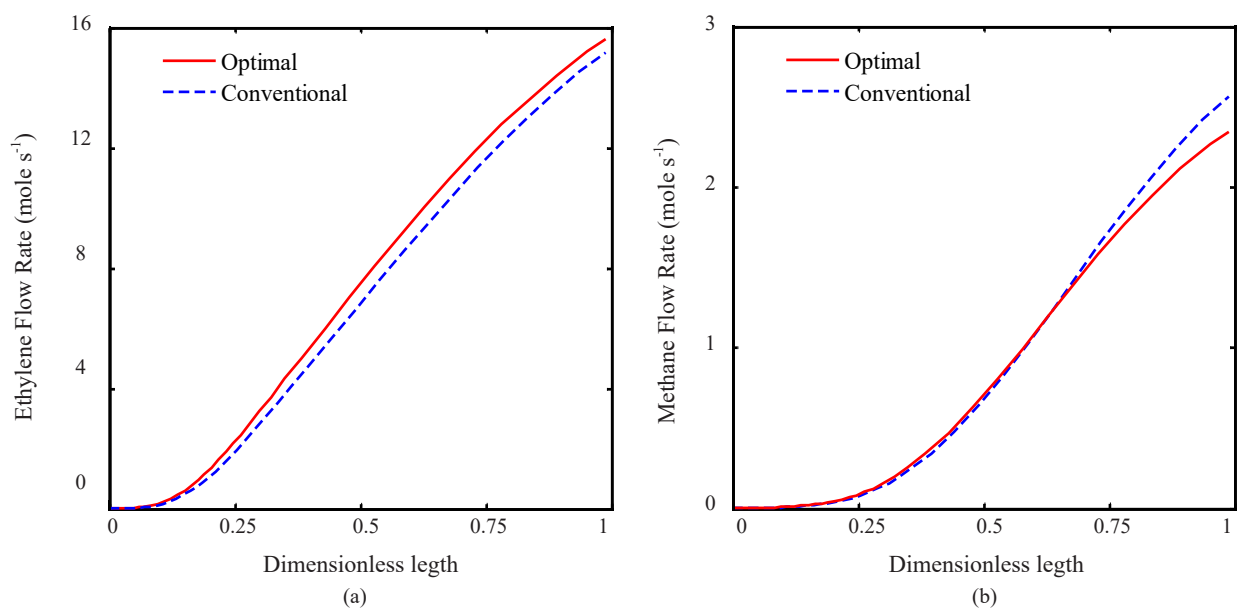 16
12
8
4
0
Ethylene Flow Rate (mole s⁻¹)
Optimal
Conventional
0 0.25 0.5 0.75 1
Dimensionless legth
(a)
3
2
1
0
Methane Flow Rate (mole s⁻¹)
Optimal
Conventional
0 0.25 0.5 0.75 1
Dimensionless legth
(b)